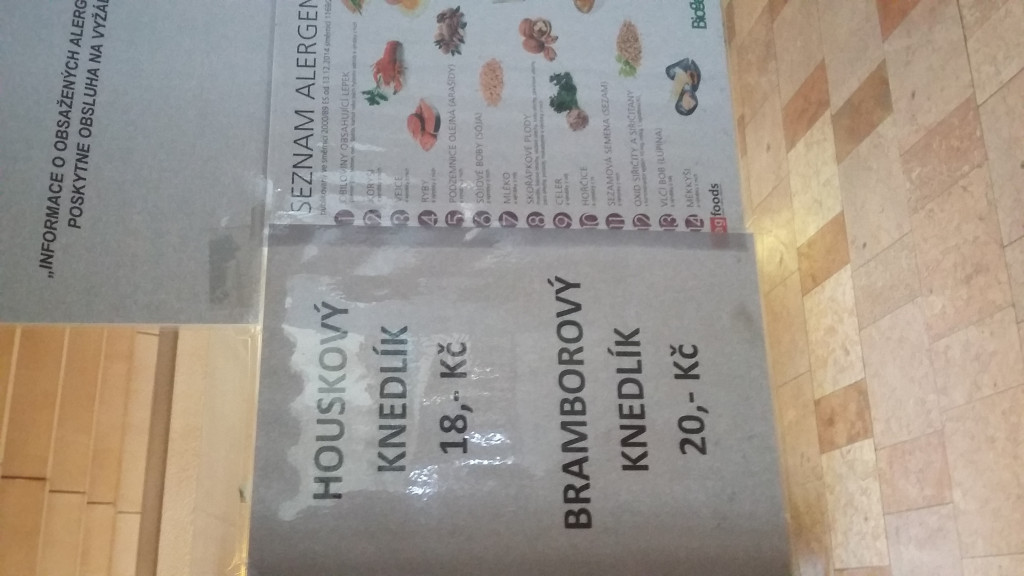 „INFORMACE O OBSAŽENÝCH ALERG
POSKYTNE OBSLUHA NA VYŽÁ
SEZNAM ALERGEN
1 OBILOVINY OBSAHUJÍCÍ LEPEK
2 KORÝŠI
3 VEJCE
4 RYBY
5 PODZEMNICE OLEJNÁ (ARAŠÍDY)
6 SÓJOVÉ BOBY (SÓJA)
7 MLÉKO
8 SKOŘÁPKOVÉ PLODY
9 CELER
10 HOŘČICE
11 SEZAMOVÁ SEMENA (SEZAM)
12 OXID SIŘIČITÝ A SIŘIČITANY
13 VLČÍ BOB (LUPINA)
14 MĚKKÝŠI
foods
HOUSKOVÝ
KNEDLÍK
18,- Kč
BRAMBOROVÝ
KNEDLÍK
20,- Kč